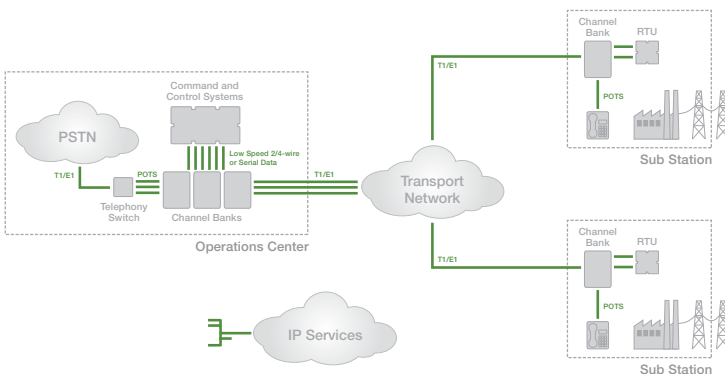 Command and
Control Systems
PSTN
Low Speed 2/4-wire
or Serial Data
T1/E1
POTS
T1/E1
Telephony
Switch
Channel Banks
Operations Center
Transport
Network
T1/E1
Channel
Bank
RTU
POTS
Sub Station
T1/E1
Channel
Bank
RTU
POTS
Sub Station
IP Services